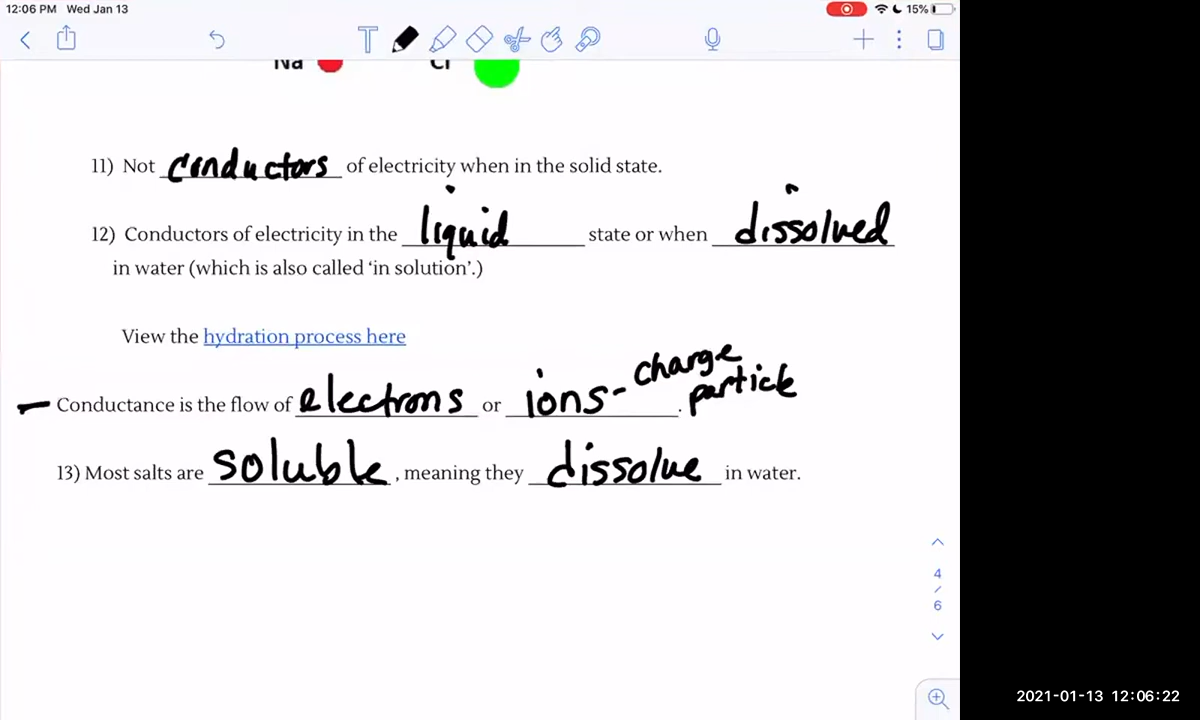 12:06 PM Wed Jan 13
15%
Na Cl
11) Not conductors of electricity when in the solid state.
12) Conductors of electricity in the liquid state or when dissolved
in water (which is also called ‘in solution’.)
View the hydration process here
charge
particle
Conductance is the flow of electrons or ions- .
13) Most salts are soluble , meaning they dissolve in water.
4
/
6
2021-01-13 12:06:22